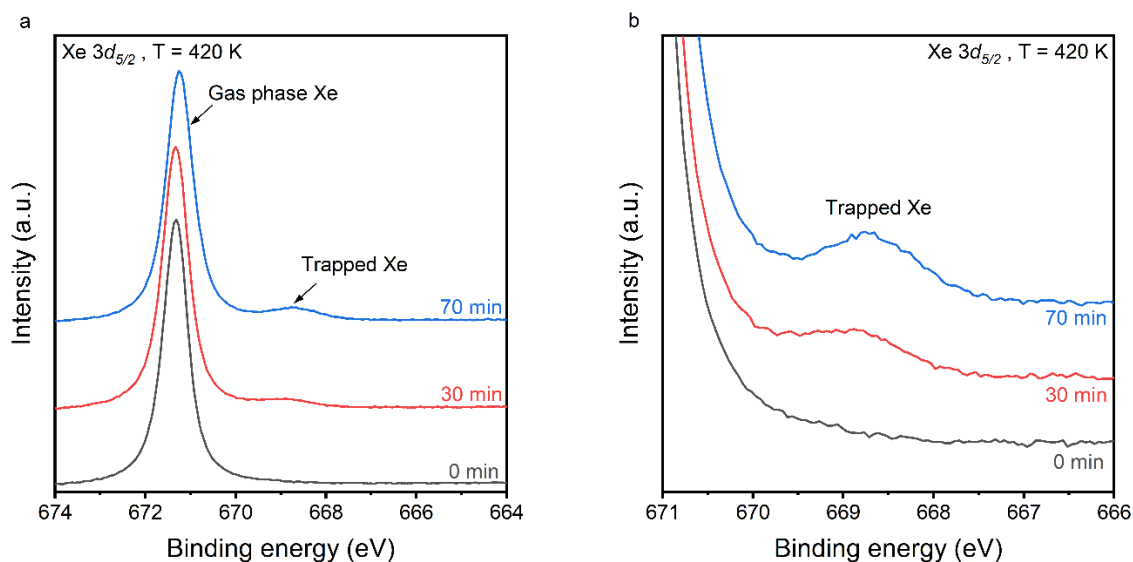 a
Xe 3d5/2 , T = 420 K
Gas phase Xe
Trapped Xe
70 min
30 min
0 min
Intensity (a.u.)
674 672 670 668 666 664
Binding energy (eV)
b
Xe 3d5/2 , T = 420 K
Trapped Xe
70 min
30 min
0 min
Intensity (a.u.)
671 670 669 668 667 666
Binding energy (eV)